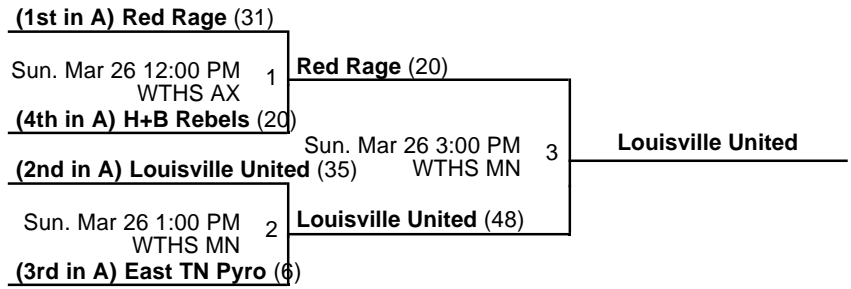 (1st in A) Red Rage (31)
Sun. Mar 26 12:00 PM 1
WTHS AX
Red Rage (20)
(4th in A) H+B Rebels (20)
Sun. Mar 26 3:00 PM 3
WTHS MN
Louisville United
(2nd in A) Louisville United (35)
Sun. Mar 26 1:00 PM 2
WTHS MN
Louisville United (48)
(3rd in A) East TN Pyro (6)